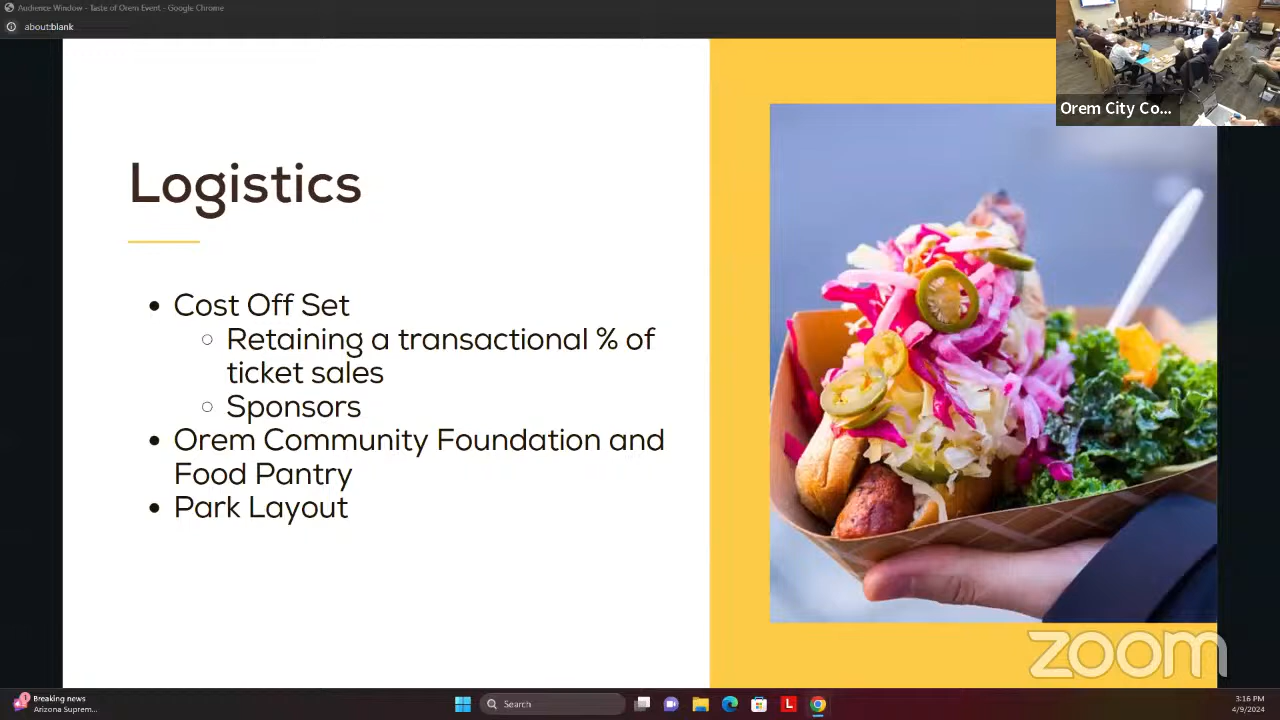 Audience Window - Taste of Orem Event - Google Chrome
about:blank
Orem City Co...
Logistics
Cost Off Set
Retaining a transactional % of
ticket sales
Sponsors
Orem Community Foundation and
Food Pantry
Park Layout
zoom
1
Breaking news
Arizona Suprem...
Search
L
3:16 PM
4/9/2024